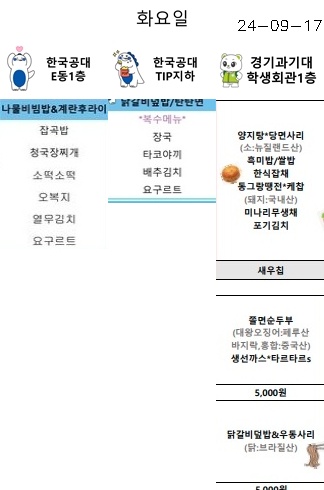 화요일
24-09-17
한국공대
E동1층
한국공대
TIP지하
경기과기대
학생회관1층
나물비빔밥&계란후라이
잡곡밥
청국장찌개
소떡소떡
오복지
열무김치
요구르트
닭갈비덮밥/탄탄면
*복수메뉴*
장국
타코야끼
배추김치
요구르트
양지탕*당면사리
(소:뉴질랜드산)
흑미밥/쌀밥
한식잡채
동그랑땡전*케찹
(돼지:국내산)
미나리무생채
포기김치
새우칩
쫄면순두부
(대왕오징어:페루산
바지락,홍합:중국산)
생선까스*타르타르s
5,000원
닭갈비덮밥&우동사리
(닭:브라질산)
5,000원